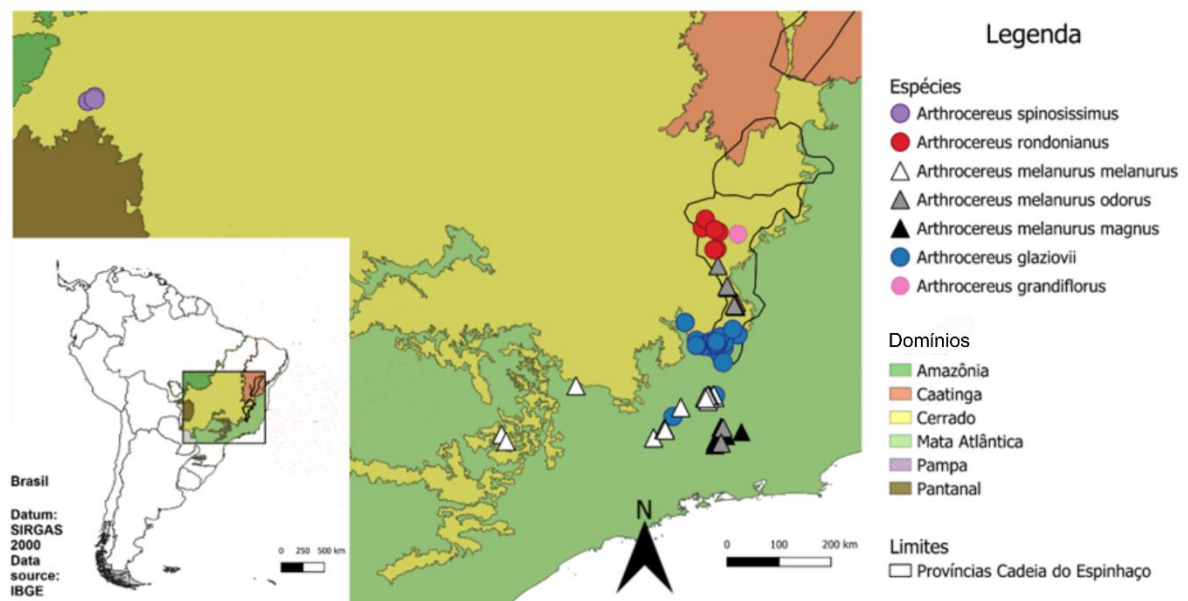 Legenda
Espécies
Arthrocereus spinosissimus
Arthrocereus rondonianus
Arthrocereus melanurus melanurus
Arthrocereus melanurus odorus
Arthrocereus melanurus magnus
Arthrocereus glaziovii
Arthrocereus grandiflorus
Domínios
Amazônia
Caatinga
Cerrado
Mata Atlântica
Pampa
Pantanal
Limites
Províncias Cadeia do Espinhaço
Brasil
Datum:
SIRGAS
2000
Data
source:
IBGE
0 250 500 km
N
0 100 200 km